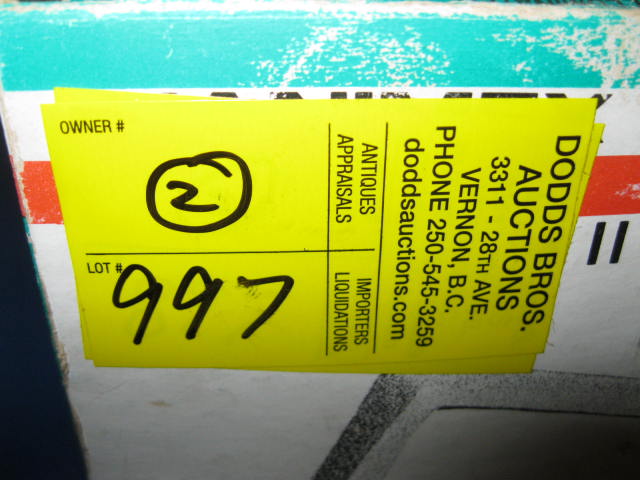 OWNER #
2
LOT #
997
ANTIQUES
APPRAISALS
IMPORTERS
LIQUIDATIONS
DODDS BROS.
AUCTIONS
3311 - 28TH AVE.
VERNON, B.C.
PHONE 250-545-3259
doddsauctions.com